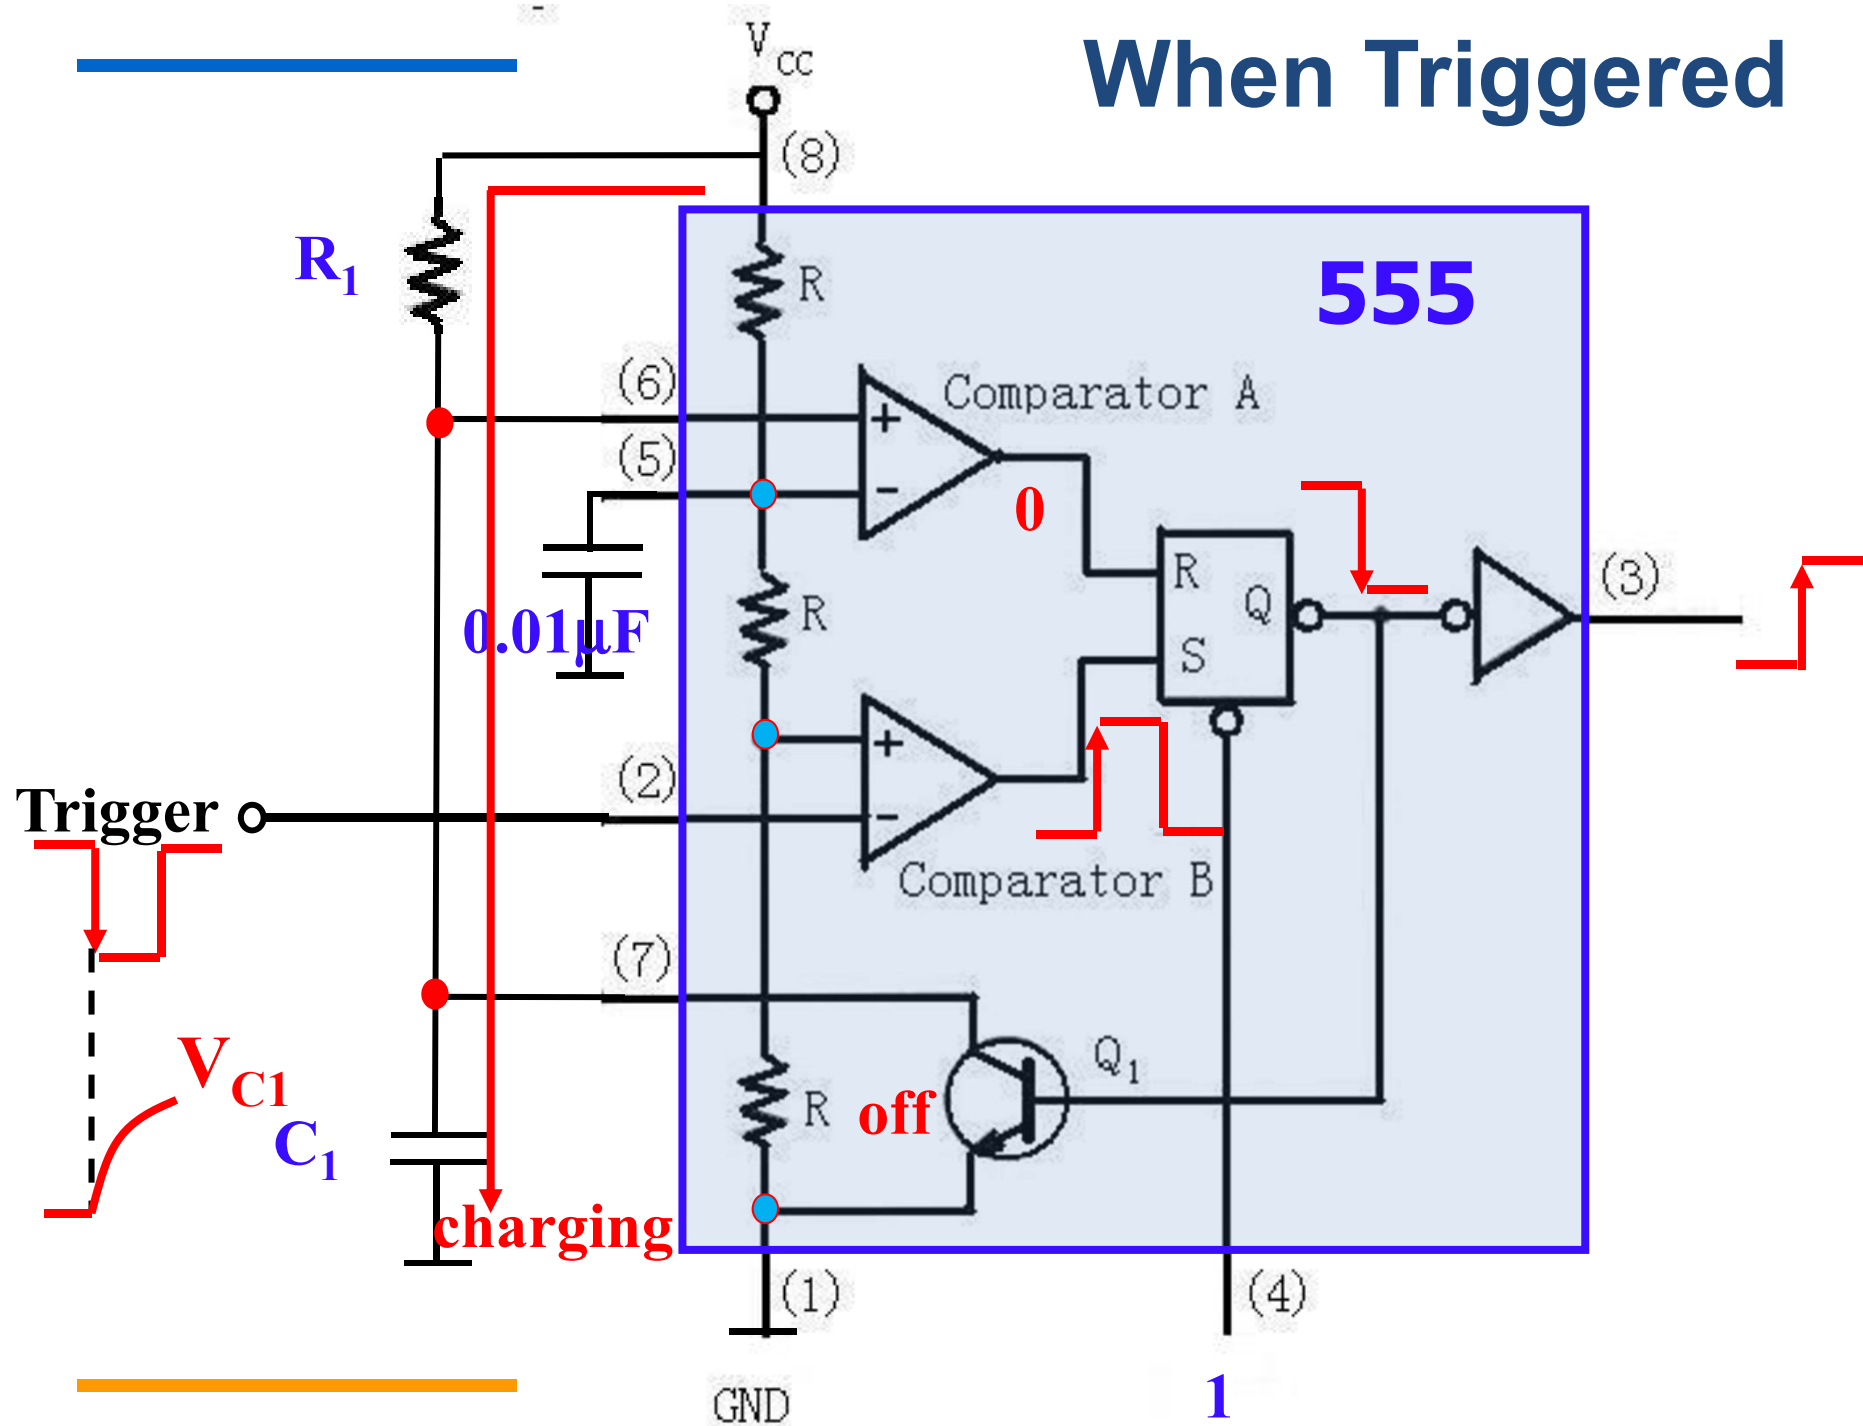 When Triggered
V CC
(8)
R1
R
555
(6)
Comparator A
+
(5)
-
0
R
Q
(3)
0.01μF
R
S
+
(2)
Trigger
-
Comparator B
(7)
VC1
Q1
R
off
C1
charging
(1)
(4)
GND
1